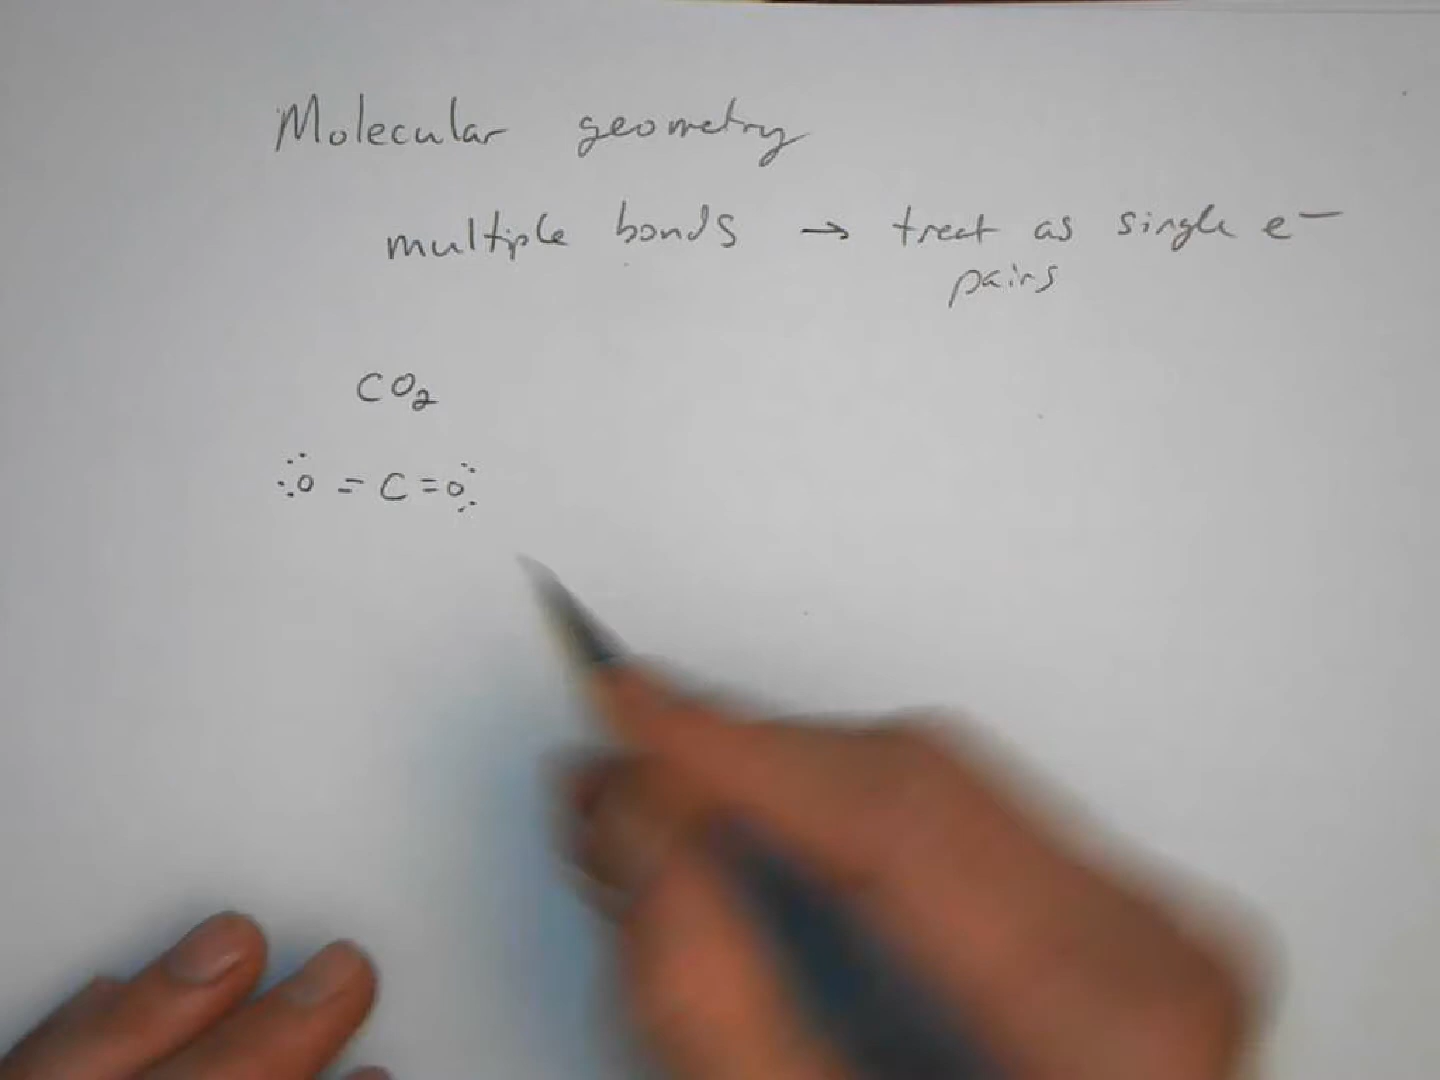 Molecular geometry
multiple bonds → treat as single e⁻
pairs
CO₂
:Ö = C = Ö: